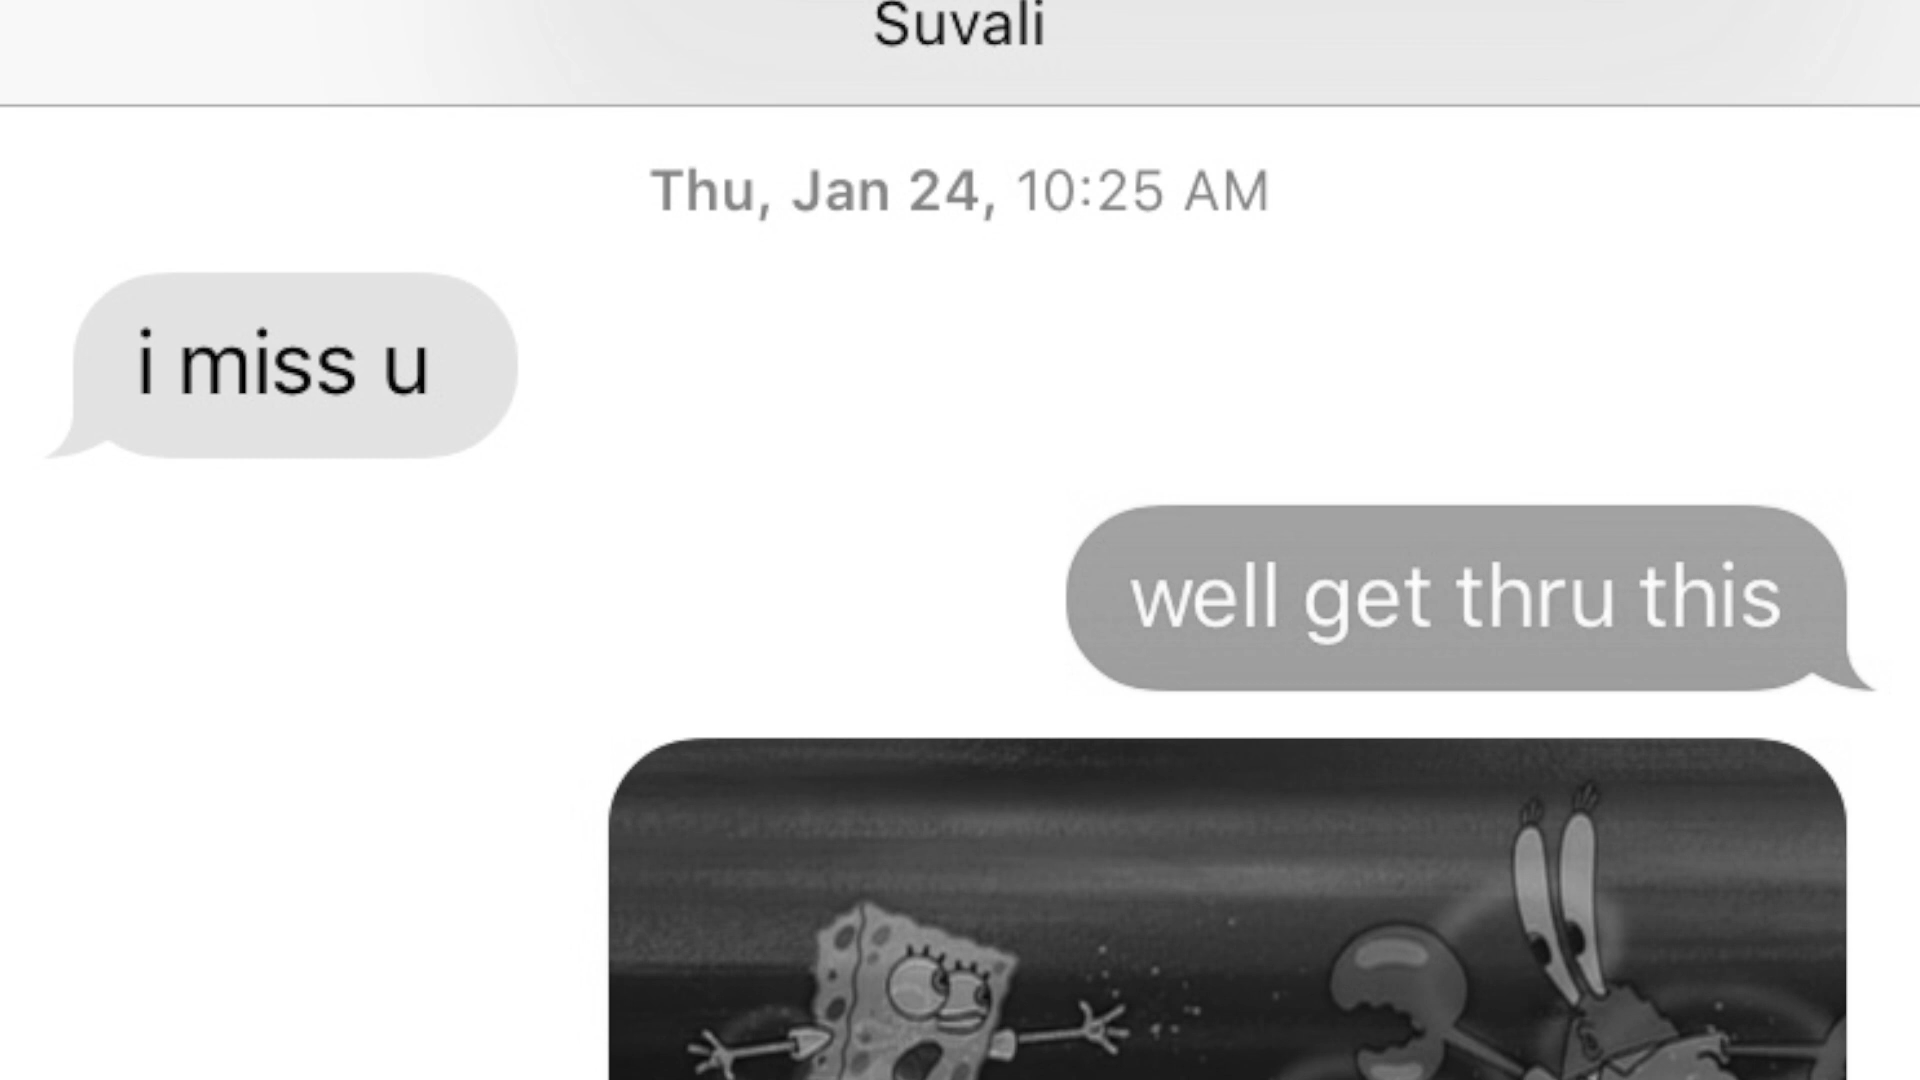 Suvali
Thu, Jan 24, 10:25 AM
i miss u
well get thru this